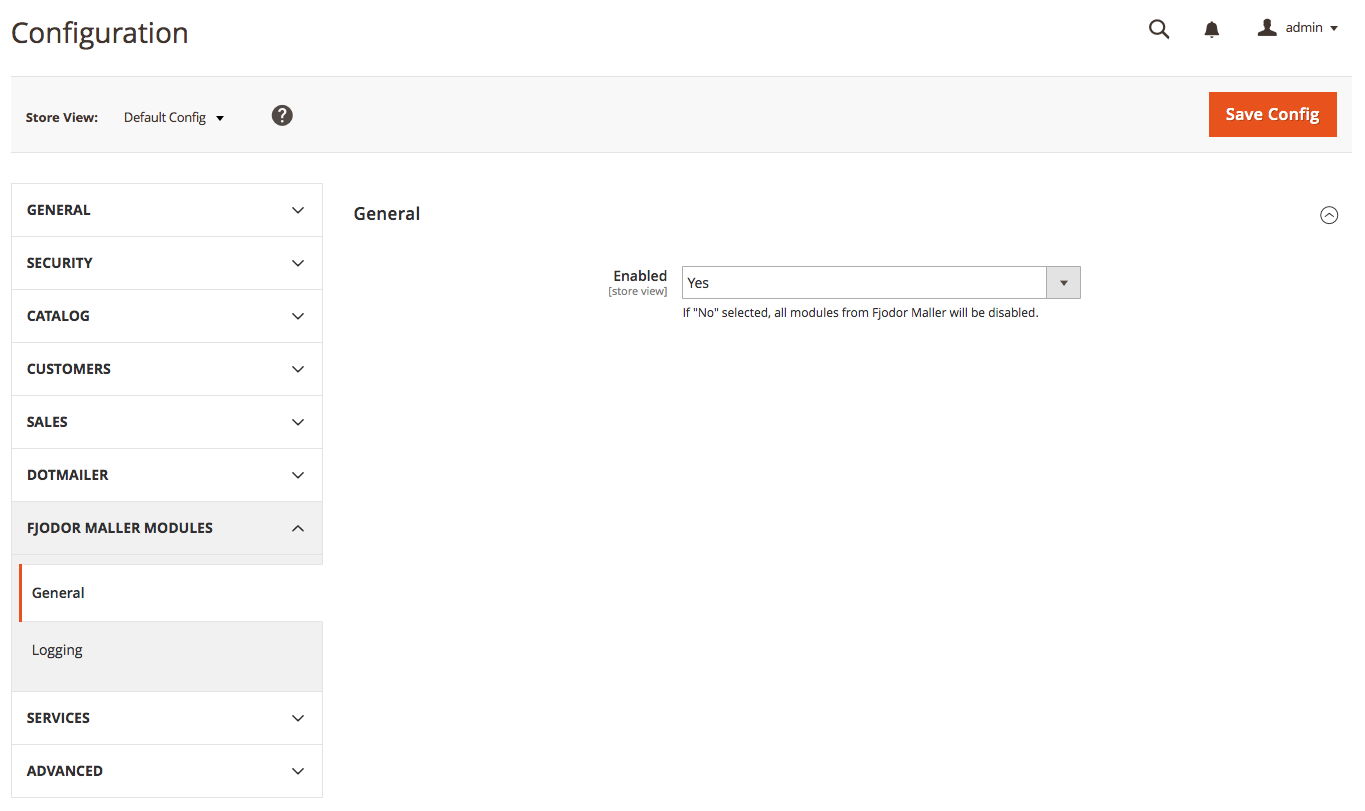 Configuration
admin
Store View: Default Config ?
Save Config
GENERAL
SECURITY
CATALOG
CUSTOMERS
SALES
DOTMAILER
FJODOR MALLER MODULES
General
Logging
SERVICES
ADVANCED
General
Enabled
[store view]
Yes
If "No" selected, all modules from Fjodor Maller will be disabled.